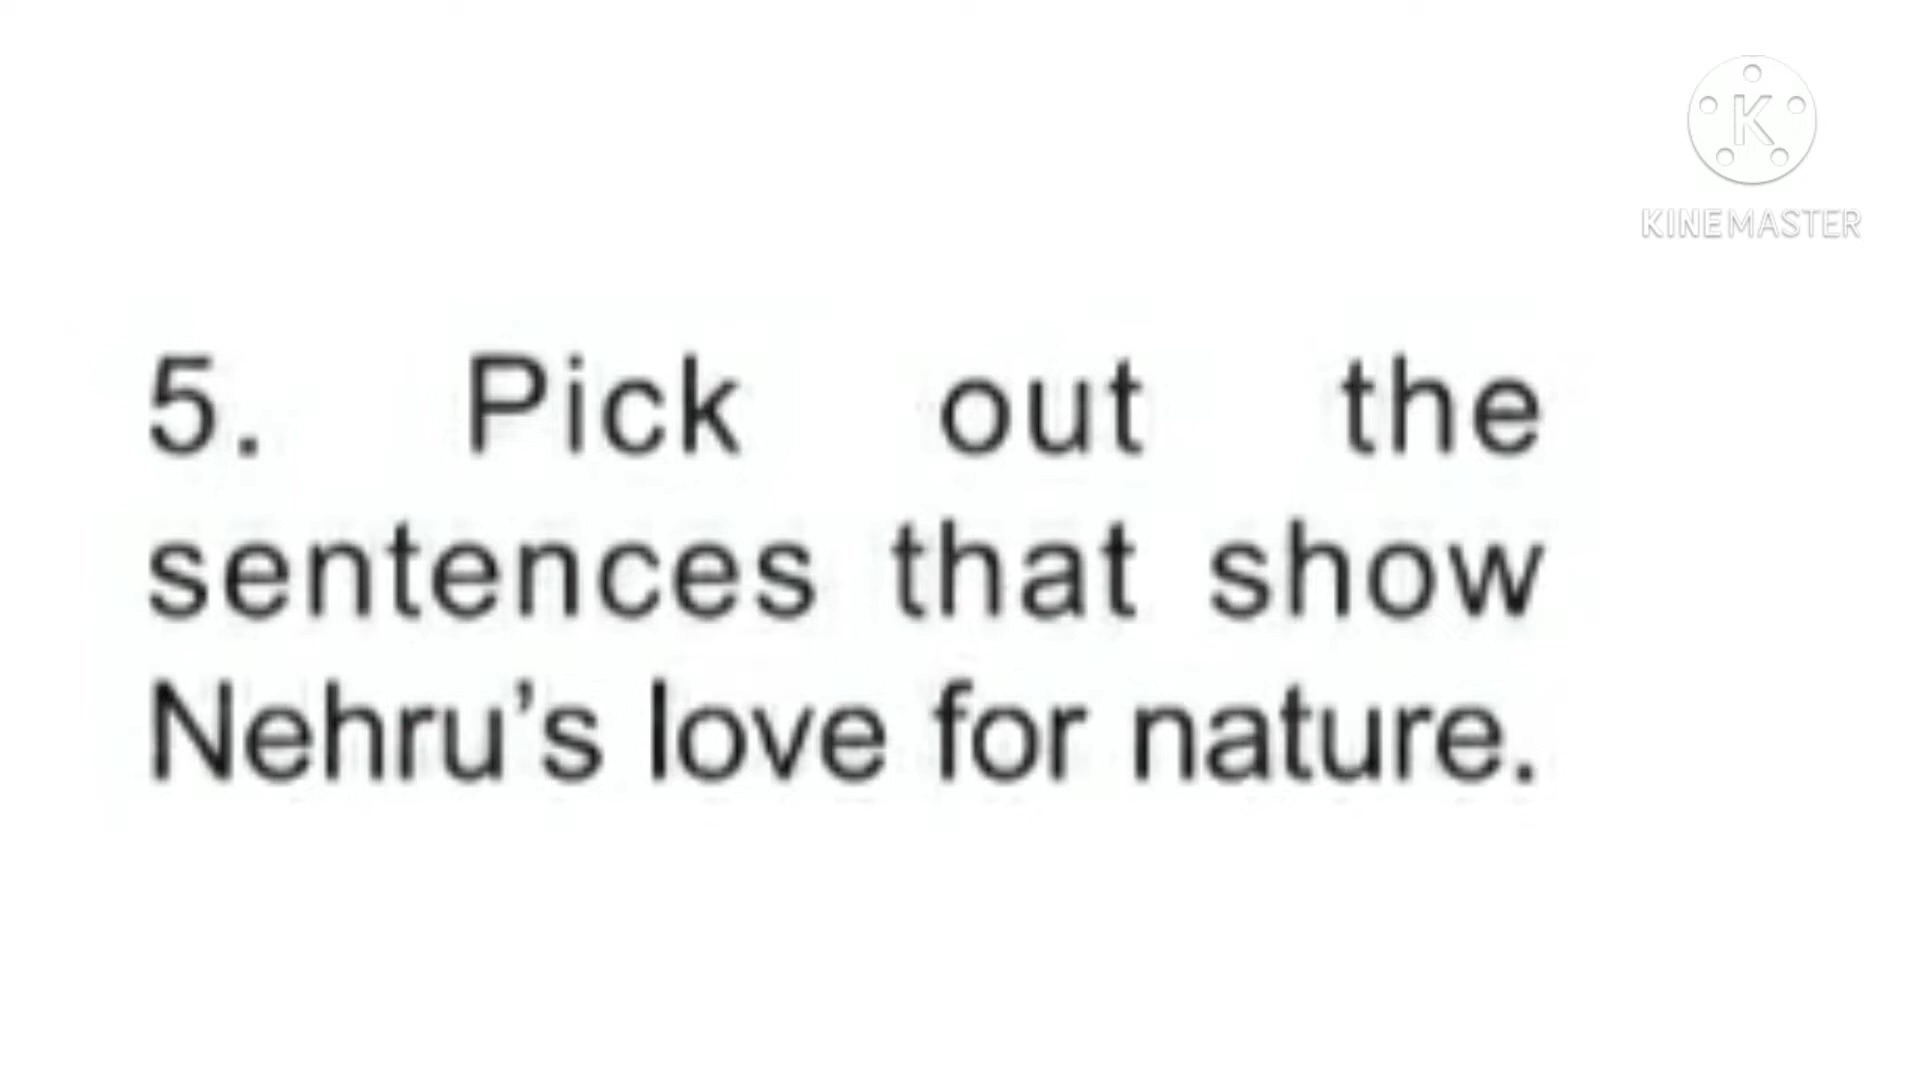 KINEMASTER
5. Pick out the
sentences that show
Nehru’s love for nature.